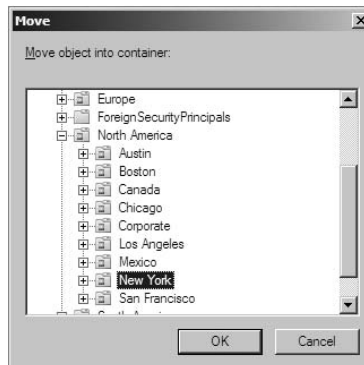 Move
Move object into container:
Europe
ForeignSecurityPrincipals
North America
Austin
Boston
Canada
Chicago
Corporate
Los Angeles
Mexico
New York
San Francisco
OK Cancel